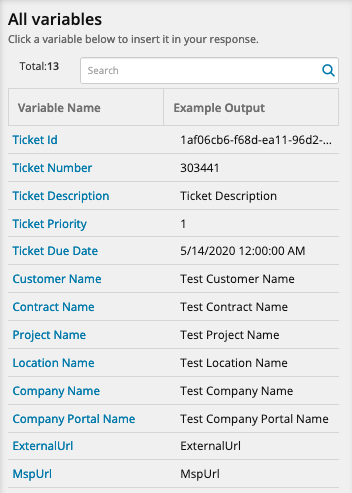 All variables
Click a variable below to insert it in your response.
Total:13 Search
Variable Name Example Output
Ticket Id 1af06cb6-f68d-ea11-96d2-...
Ticket Number 303441
Ticket Description Ticket Description
Ticket Priority 1
Ticket Due Date 5/14/2020 12:00:00 AM
Customer Name Test Customer Name
Contract Name Test Contract Name
Project Name Test Project Name
Location Name Test Location Name
Company Name Test Company Name
Company Portal Name Test Company Portal Name
ExternalUrl ExternalUrl
MspUrl MspUrl